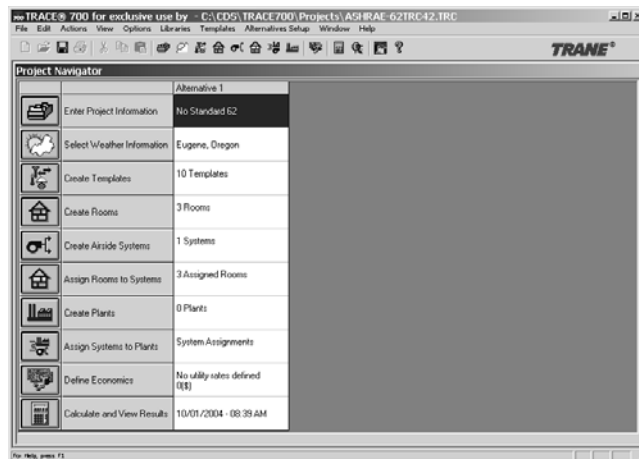 TRACE® 700 for exclusive use by - C:\CDS\TRACE700\Projects\ASHRAE-62TRC42.TRC
File Edit Actions View Options Libraries Templates Alternatives Setup Window Help
TRANE®
Project Navigator
Alternative 1
Enter Project Information No Standard 62
Select Weather Information Eugene, Oregon
Create Templates 10 Templates
Create Rooms 3 Rooms
Create Airside Systems 1 Systems
Assign Rooms to Systems 3 Assigned Rooms
Create Plants 0 Plants
Assign Systems to Plants System Assignments
Define Economics No utility rates defined
0($)
Calculate and View Results 10/01/2004 - 08:39 AM
For Help, press F1